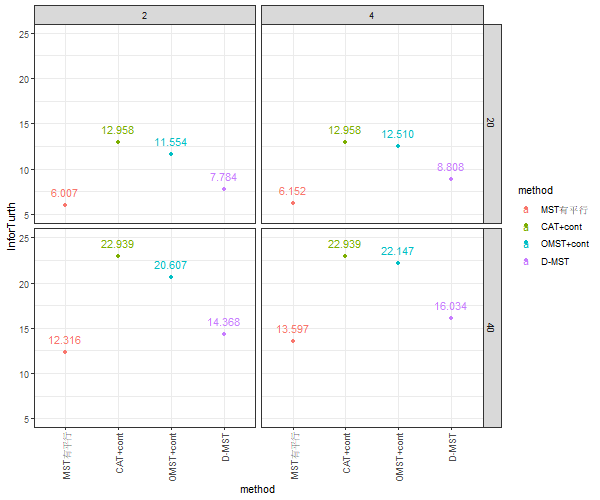 2
4
25
20
15
10
5
6.007
12.958
11.554
7.784
6.152
12.958
12.510
8.808
20
25
20
15
10
5
12.316
22.939
20.607
14.368
13.597
22.939
22.147
16.034
40
InforTurth
MST有平行
CAT+cont
OMST+cont
D-MST
MST有平行
CAT+cont
OMST+cont
D-MST
method
method
a MST有平行
a CAT+cont
a OMST+cont
a D-MST